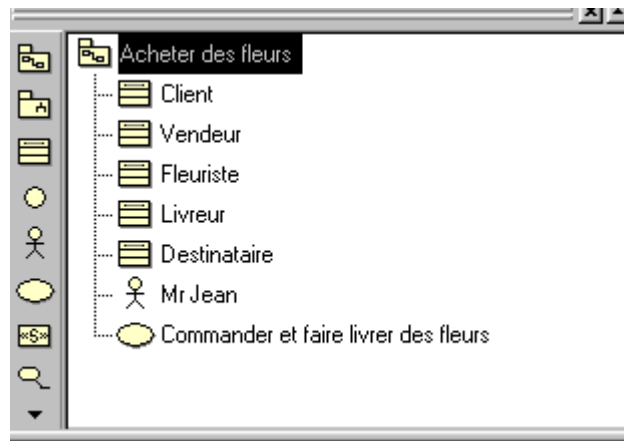 Acheter des fleurs
Client
Vendeur
Fleuriste
Livreur
Destinataire
Mr Jean
Commander et faire livrer des fleurs
«S»